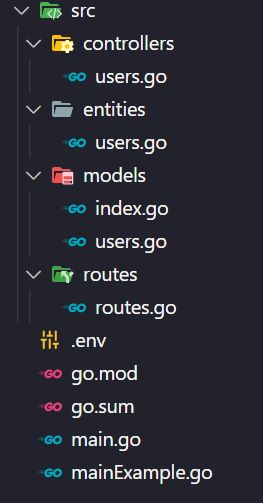 src
controllers
users.go
entities
users.go
models
index.go
users.go
routes
routes.go
.env
go.mod
go.sum
main.go
mainExample.go